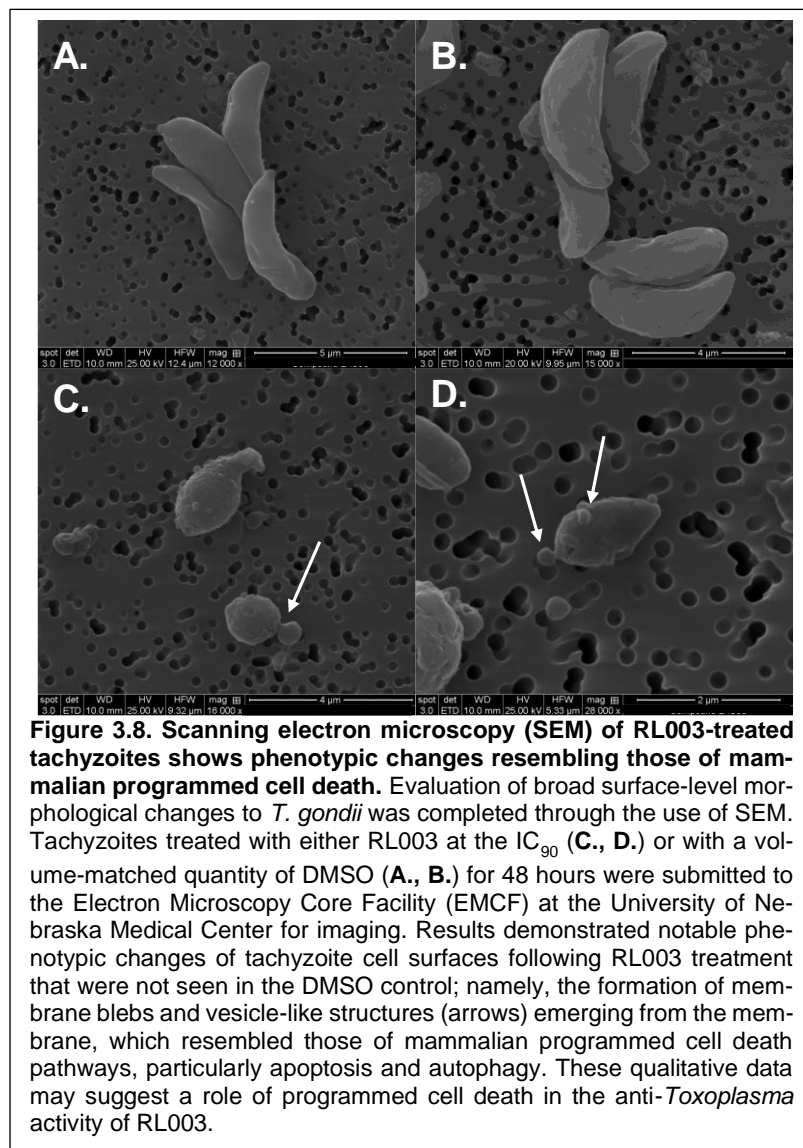 A.
B.
spot det WD HV HFW mag ⊞ 5 µm
3.0 ETD 10.0 mm 25.00 kV 12.4 µm 12 000 x
spot det WD HV HFW mag ⊞ 4 µm
3.0 ETD 10.0 mm 20.00 kV 9.95 µm 15 000 x
C.
D.
spot det WD HV HFW mag ⊞ 4 µm
3.0 ETD 10.0 mm 25.00 kV 9.32 µm 16 000 x
spot det WD HV HFW mag ⊞ 2 µm
3.0 ETD 10.0 mm 25.00 kV 5.33 µm 28 000 x
Figure 3.8. Scanning electron microscopy (SEM) of RL003-treated
tachyzoites shows phenotypic changes resembling those of mam-
malian programmed cell death. Evaluation of broad surface-level mor-
phological changes to T. gondii was completed through the use of SEM.
Tachyzoites treated with either RL003 at the IC90 (C., D.) or with a vol-
ume-matched quantity of DMSO (A., B.) for 48 hours were submitted to
the Electron Microscopy Core Facility (EMCF) at the University of Ne-
braska Medical Center for imaging. Results demonstrated notable phe-
notypic changes of tachyzoite cell surfaces following RL003 treatment
that were not seen in the DMSO control; namely, the formation of mem-
brane blebs and vesicle-like structures (arrows) emerging from the mem-
brane, which resembled those of mammalian programmed cell death
pathways, particularly apoptosis and autophagy. These qualitative data
may suggest a role of programmed cell death in the anti-Toxoplasma
activity of RL003.